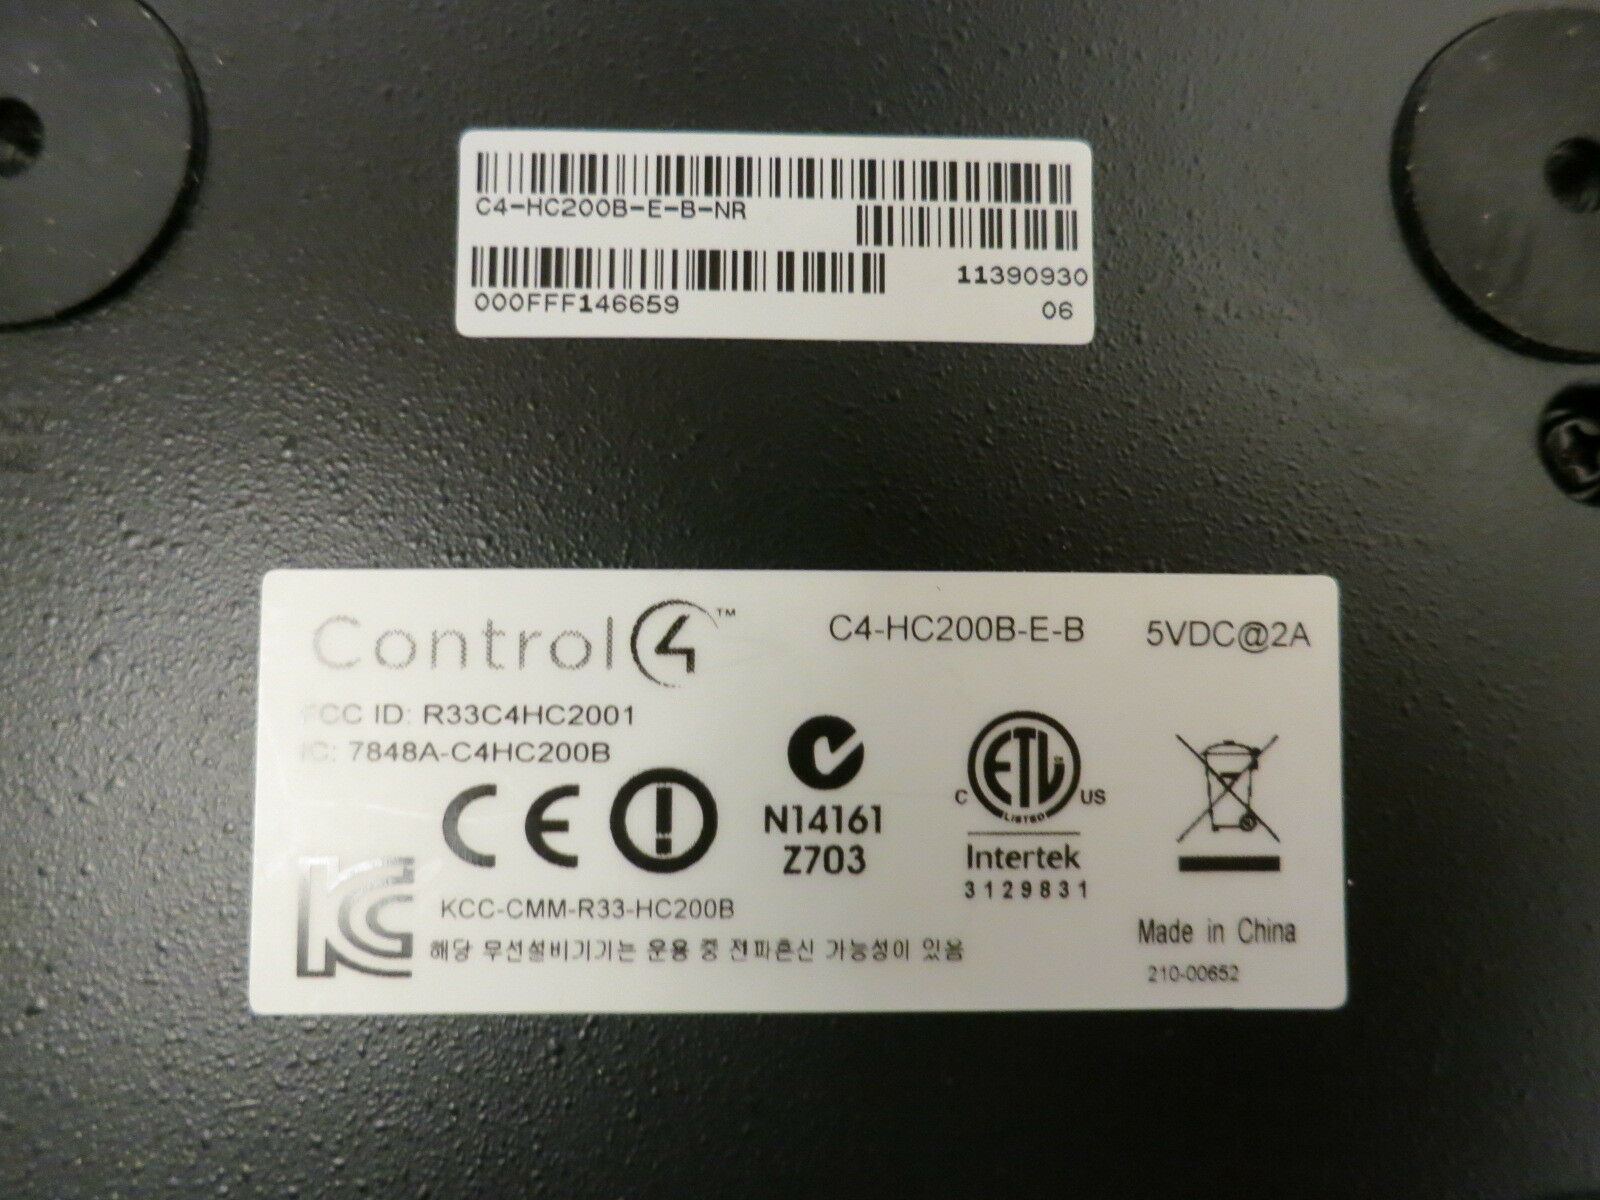 C4-HC200B-E-B-NR
11390930
000FFF146659
06
Control4™
C4-HC200B-E-B
5VDC@2A
FCC ID: R33C4HC2001
IC: 7848A-C4HC200B
CE
N14161
Z703
ETL
C US
LISTED
Intertek
3129831
KC
KCC-CMM-R33-HC200B
해당 무선설비기기는 운용 중 전파혼신 가능성이 있음
Made in China
210-00652